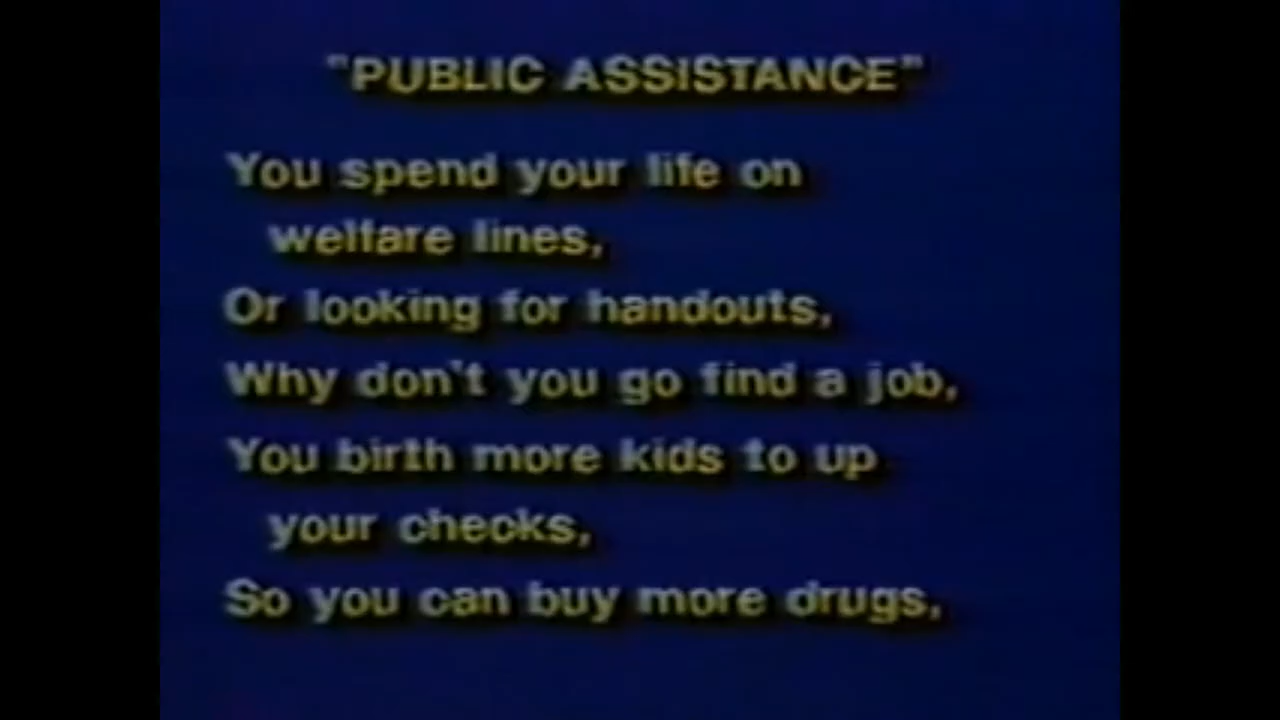 "PUBLIC ASSISTANCE"
You spend your life on
welfare lines,
Or looking for handouts,
Why don't you go find a job,
You birth more kids to up
your checks,
So you can buy more drugs,